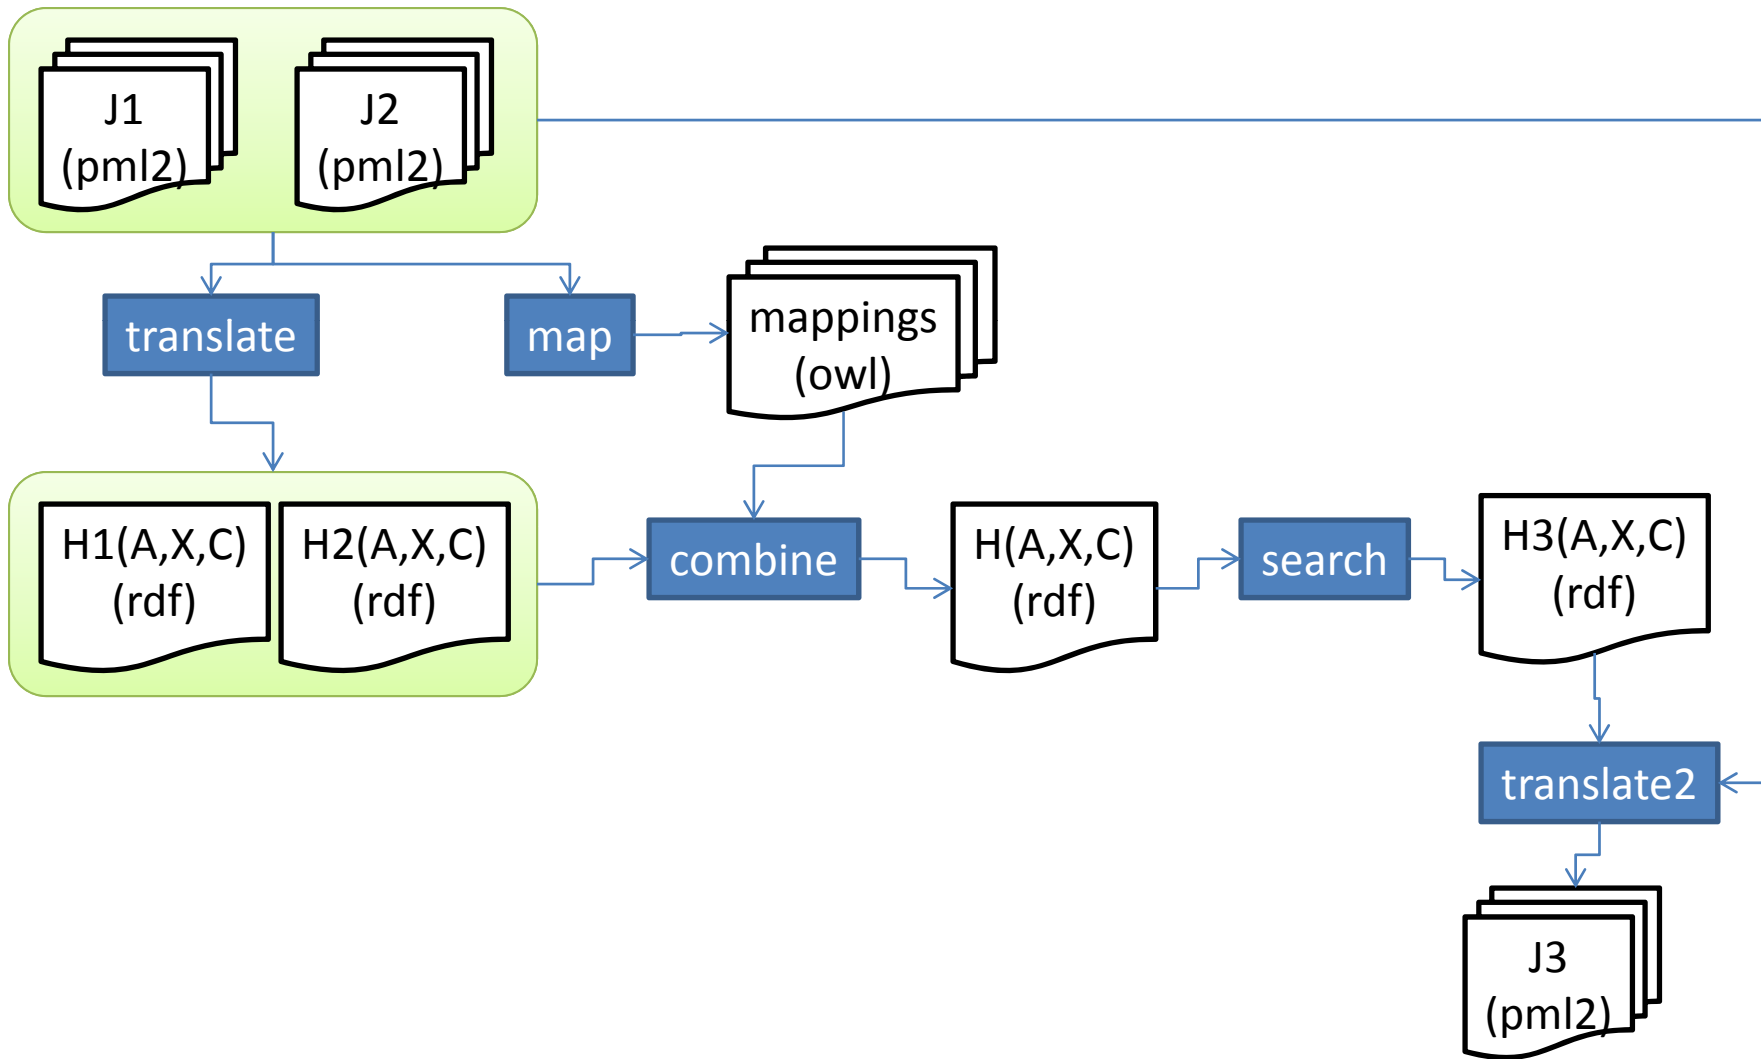 J1
(pml2)
J2
(pml2)
translate
map
mappings
(owl)
H1(A,X,C)
(rdf)
H2(A,X,C)
(rdf)
combine
H(A,X,C)
(rdf)
search
H3(A,X,C)
(rdf)
translate2
J3
(pml2)